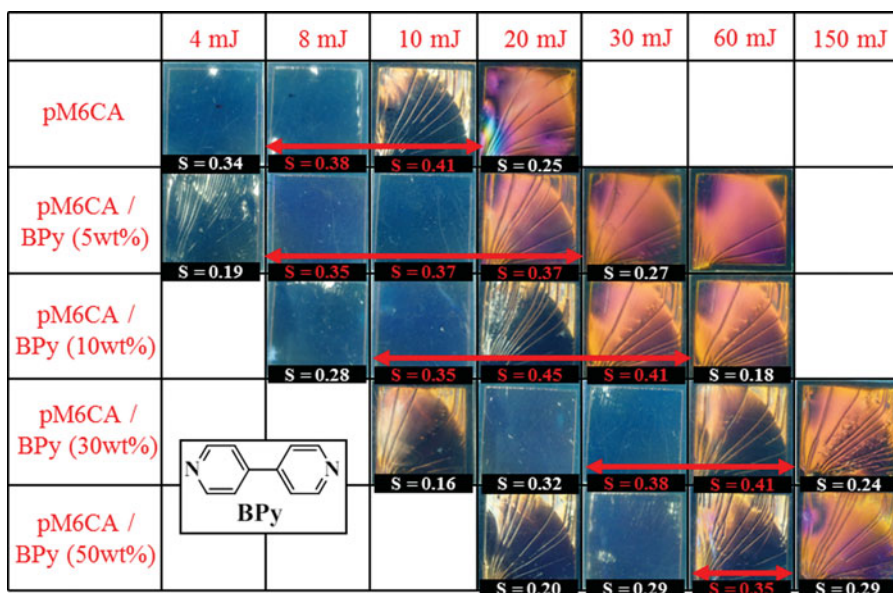 4 mJ 8 mJ 10 mJ 20 mJ 30 mJ 60 mJ 150 mJ
pM6CA
S = 0.34 S = 0.38 S = 0.41 S = 0.25
pM6CA /
BPy (5wt%)
S = 0.19 S = 0.35 S = 0.37 S = 0.37 S = 0.27
pM6CA /
BPy (10wt%)
S = 0.28 S = 0.35 S = 0.45 S = 0.41 S = 0.18
pM6CA /
BPy (30wt%)
N N
BPy
S = 0.16 S = 0.32 S = 0.38 S = 0.41 S = 0.24
pM6CA /
BPy (50wt%)
S = 0.20 S = 0.29 S = 0.35 S = 0.29